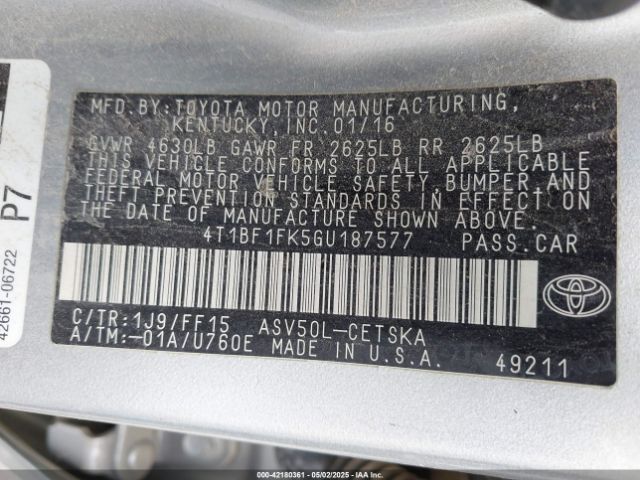 MFD. BY: TOYOTA MOTOR MANUFACTURING,
KENTUCKY, INC. 01/16
GVWR 4630LB GAWR FR 2625LB RR 2625LB
THIS VEHICLE CONFORMS TO ALL APPLICABLE
FEDERAL MOTOR VEHICLE SAFETY, BUMPER, AND
THEFT PREVENTION STANDARDS IN EFFECT ON
THE DATE OF MANUFACTURE SHOWN ABOVE.
4T1BF1FK5GU187577 PASS.CAR
C/TR:1J9/FF15 ASV50L-CETSKA
A/TM:-01A/U760E MADE IN U.S.A.
49211
42661-06722
P7
000-42180361 - 05/02/2025 - IAAI.COM